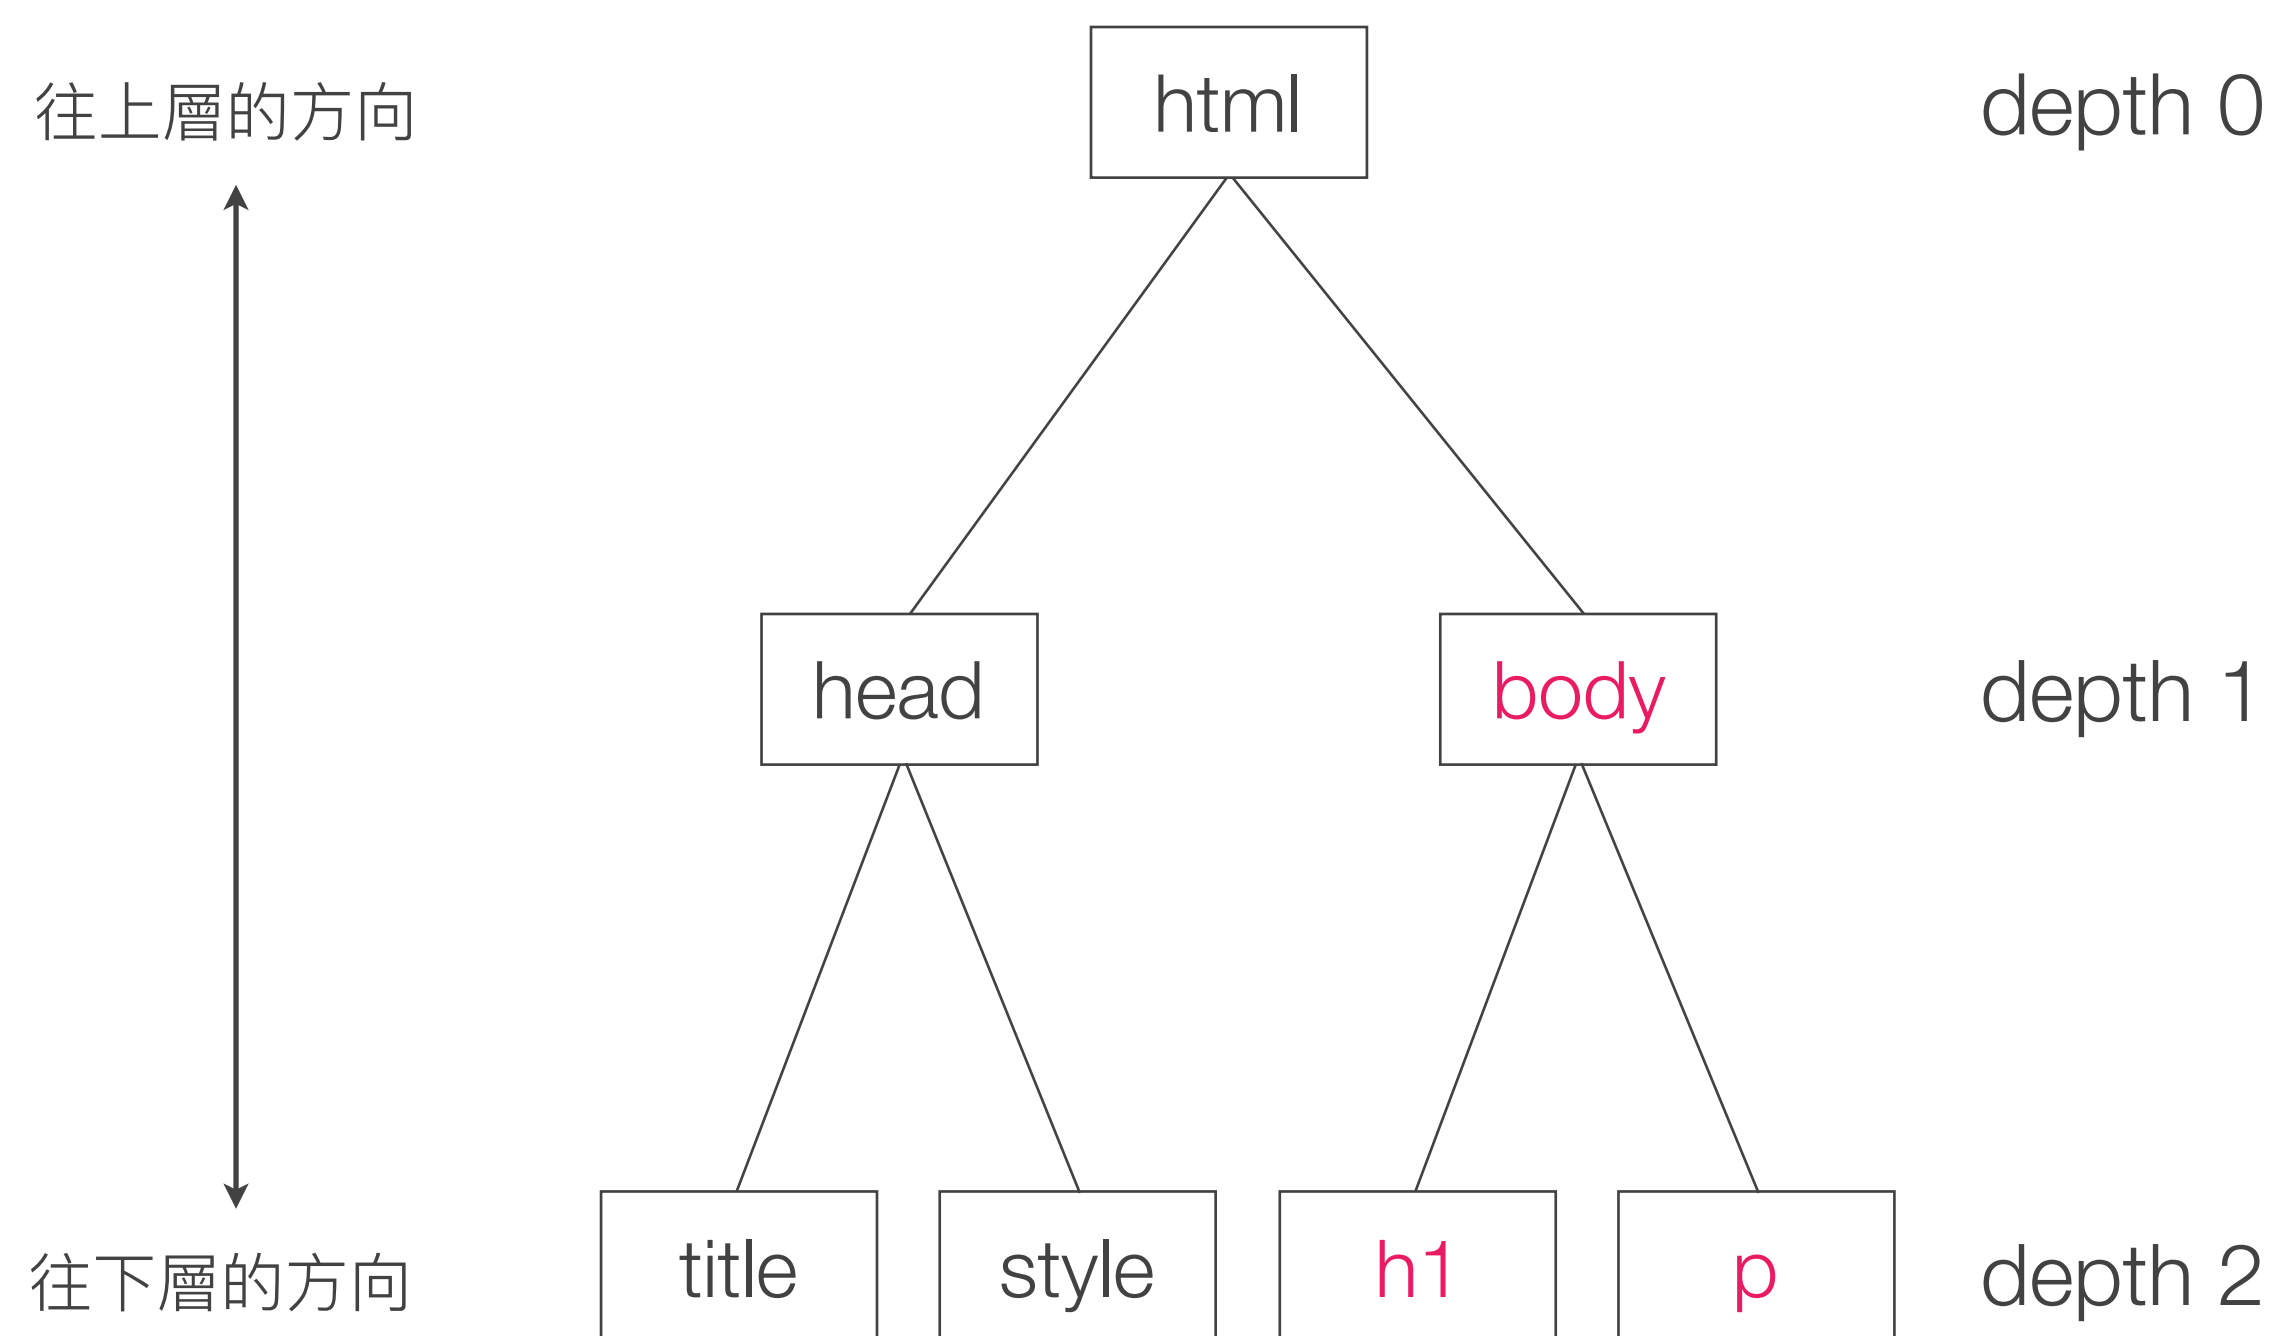 往上層的方向
html
depth 0
head
body
depth 1
往下層的方向
title
style
h1
p
depth 2